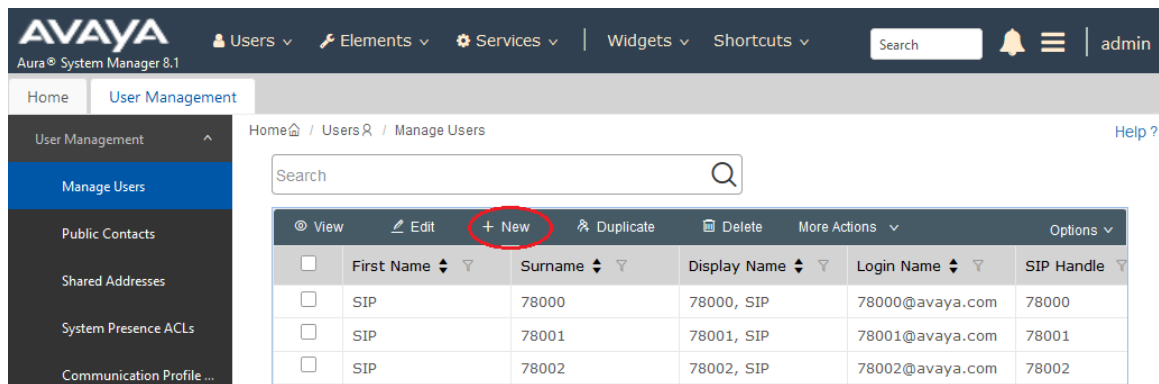 AVAYA
Aura® System Manager 8.1
Users Elements Services | Widgets Shortcuts Search admin
Home User Management
User Management
Manage Users
Public Contacts
Shared Addresses
System Presence ACLs
Communication Profile ...
Home / Users / Manage Users Help ?
Search
View Edit + New Duplicate Delete More Actions Options
First Name Surname Display Name Login Name SIP Handle
SIP 78000 78000, SIP 78000@avaya.com 78000
SIP 78001 78001, SIP 78001@avaya.com 78001
SIP 78002 78002, SIP 78002@avaya.com 78002